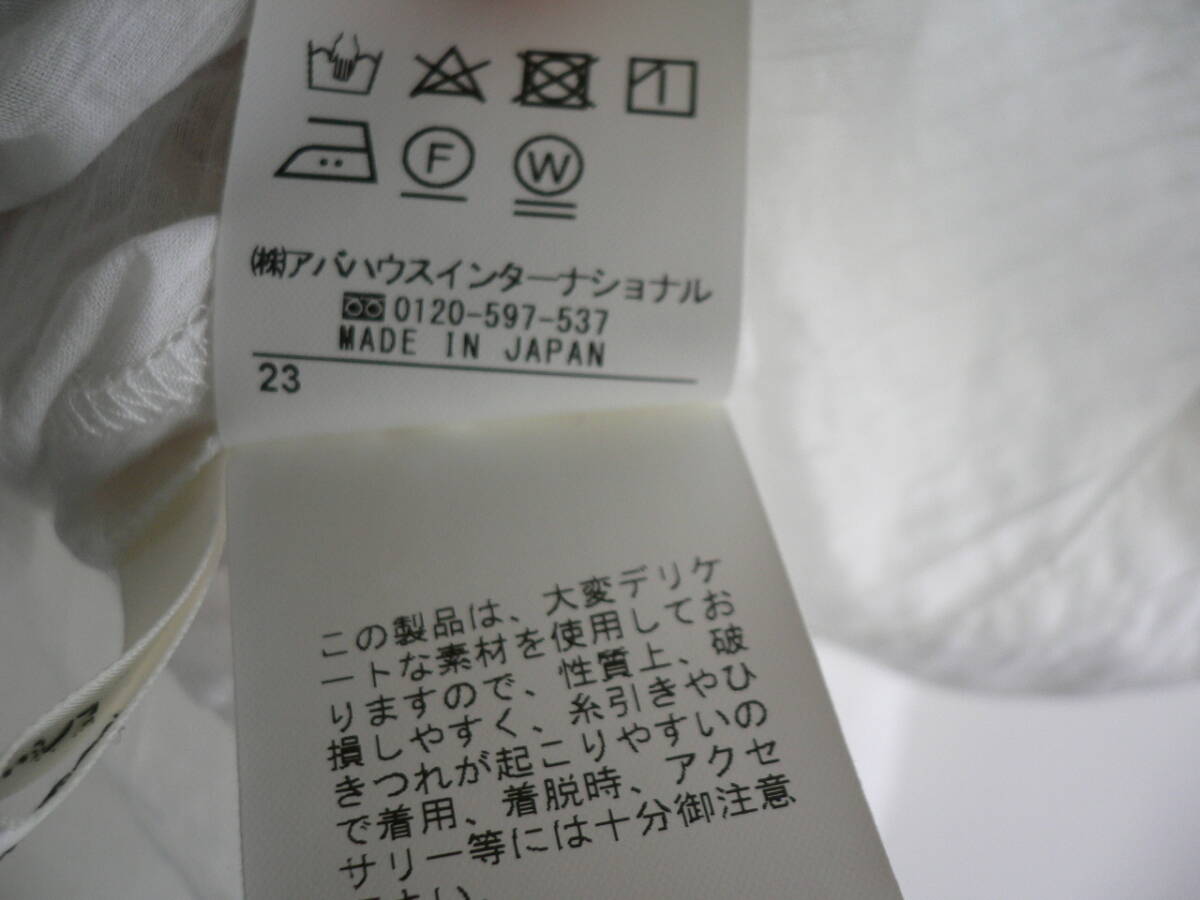 F
W
㈱アバハウスインターナショナル
0120-597-537
MADE IN JAPAN
23
この製品は、大変デリケ
ートな素材を使用してお
りますので、性質上、破
損しやすく、糸引きやひ
きつれが起こりやすいの
で着用、着脱時、アクセ
サリー等には十分御注意
下さい。